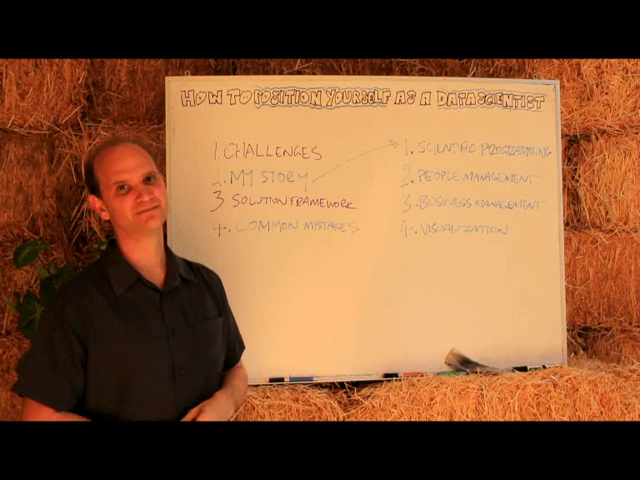 HOW TO POSITION YOURSELF AS A DATA SCIENTIST
1. CHALLENGES
2. MY STORY
3. SOLUTION FRAMEWORK
4. COMMON MISTAKES
1. SCIENTIFIC PROGRAMMING
2. PEOPLE MANAGEMENT
3. BUSINESS MANAGEMENT
4. VISUALIZATION